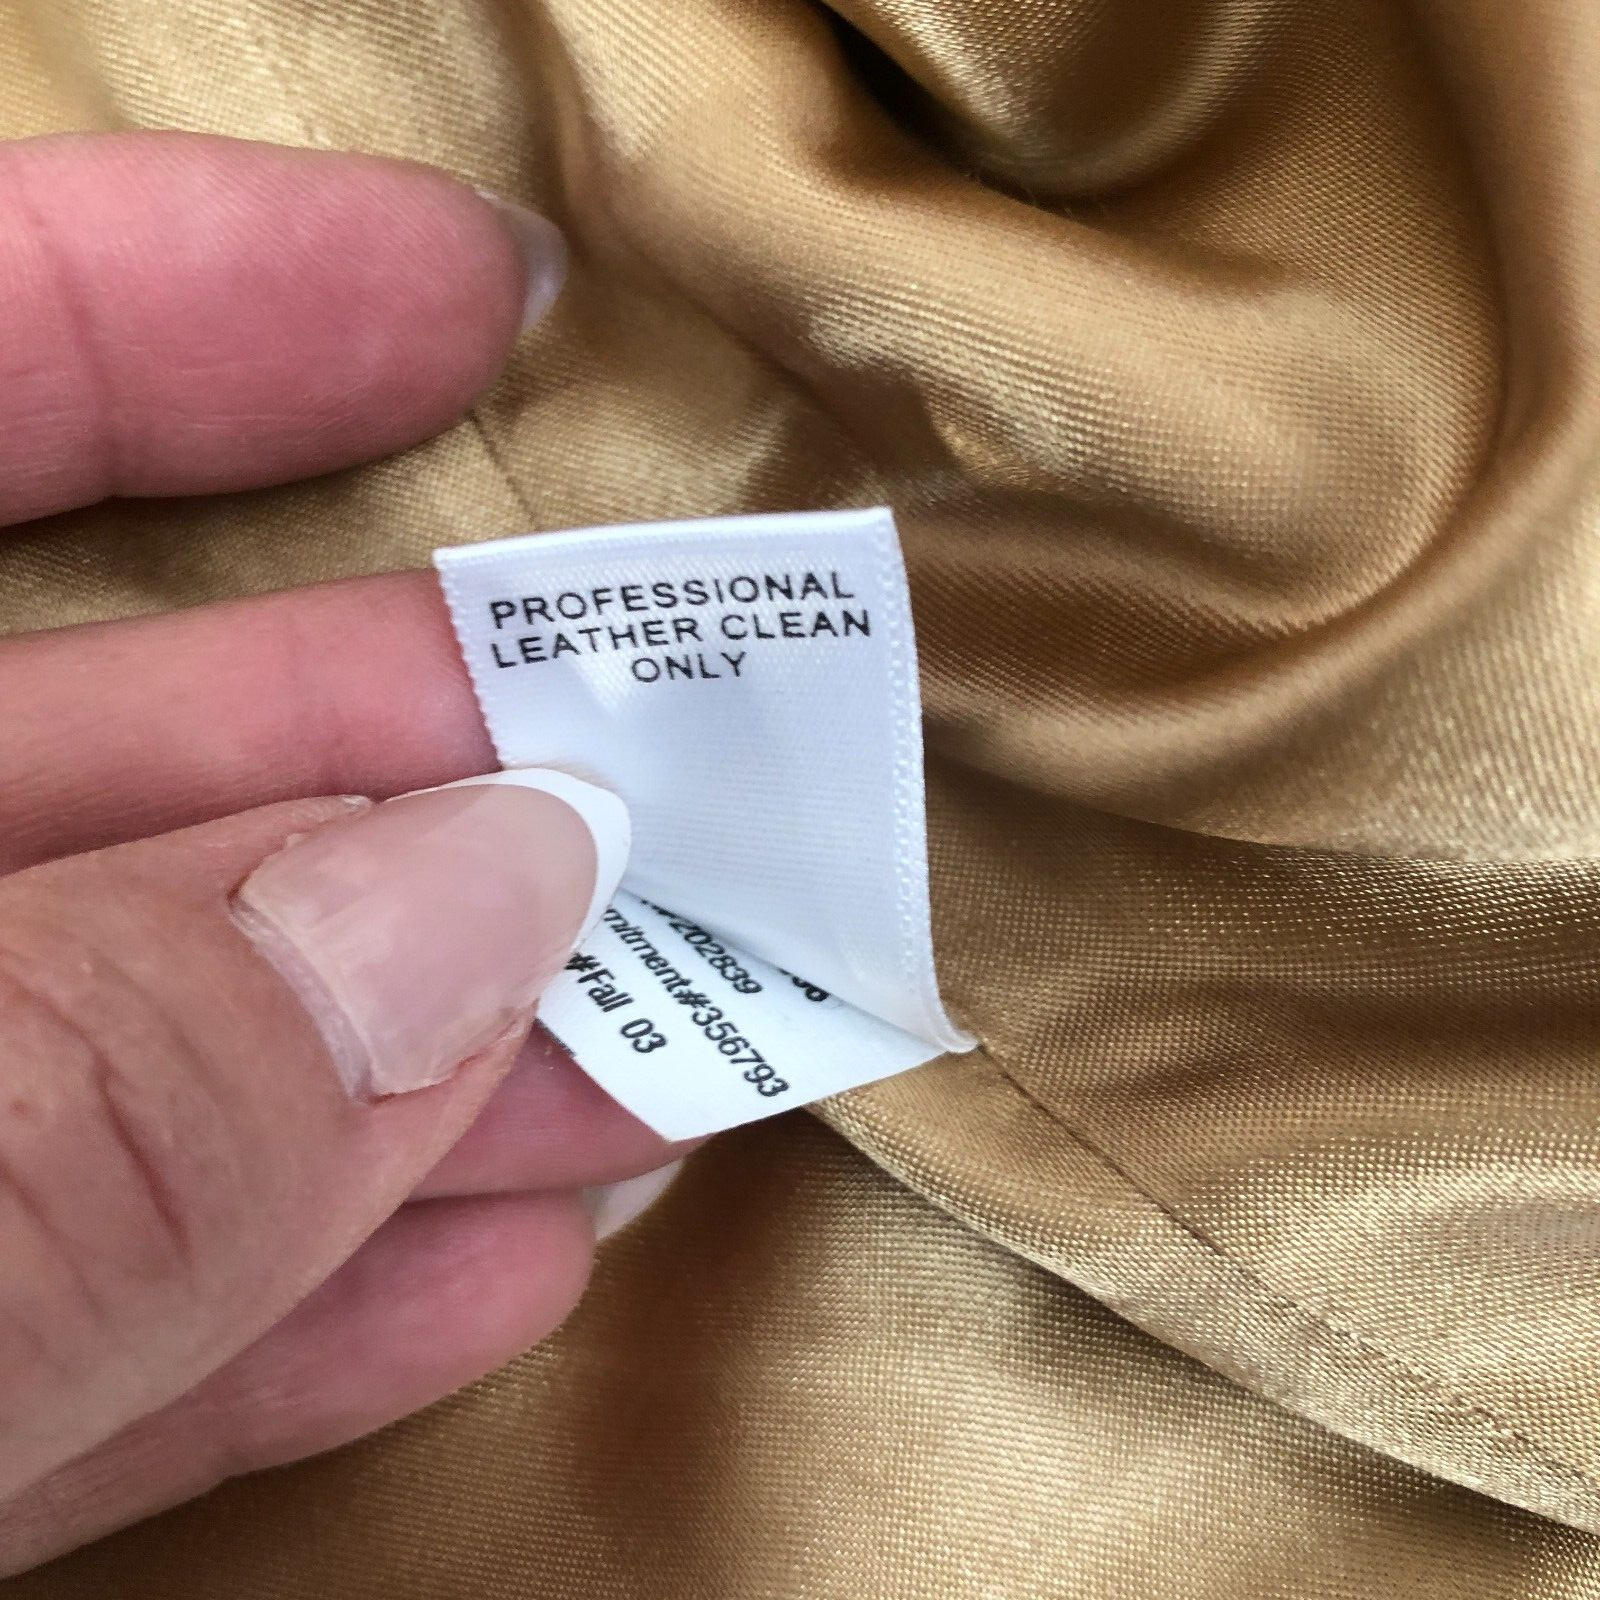 PROFESSIONAL
LEATHER CLEAN
ONLY
#202839
mitment#356793
#Fall 03